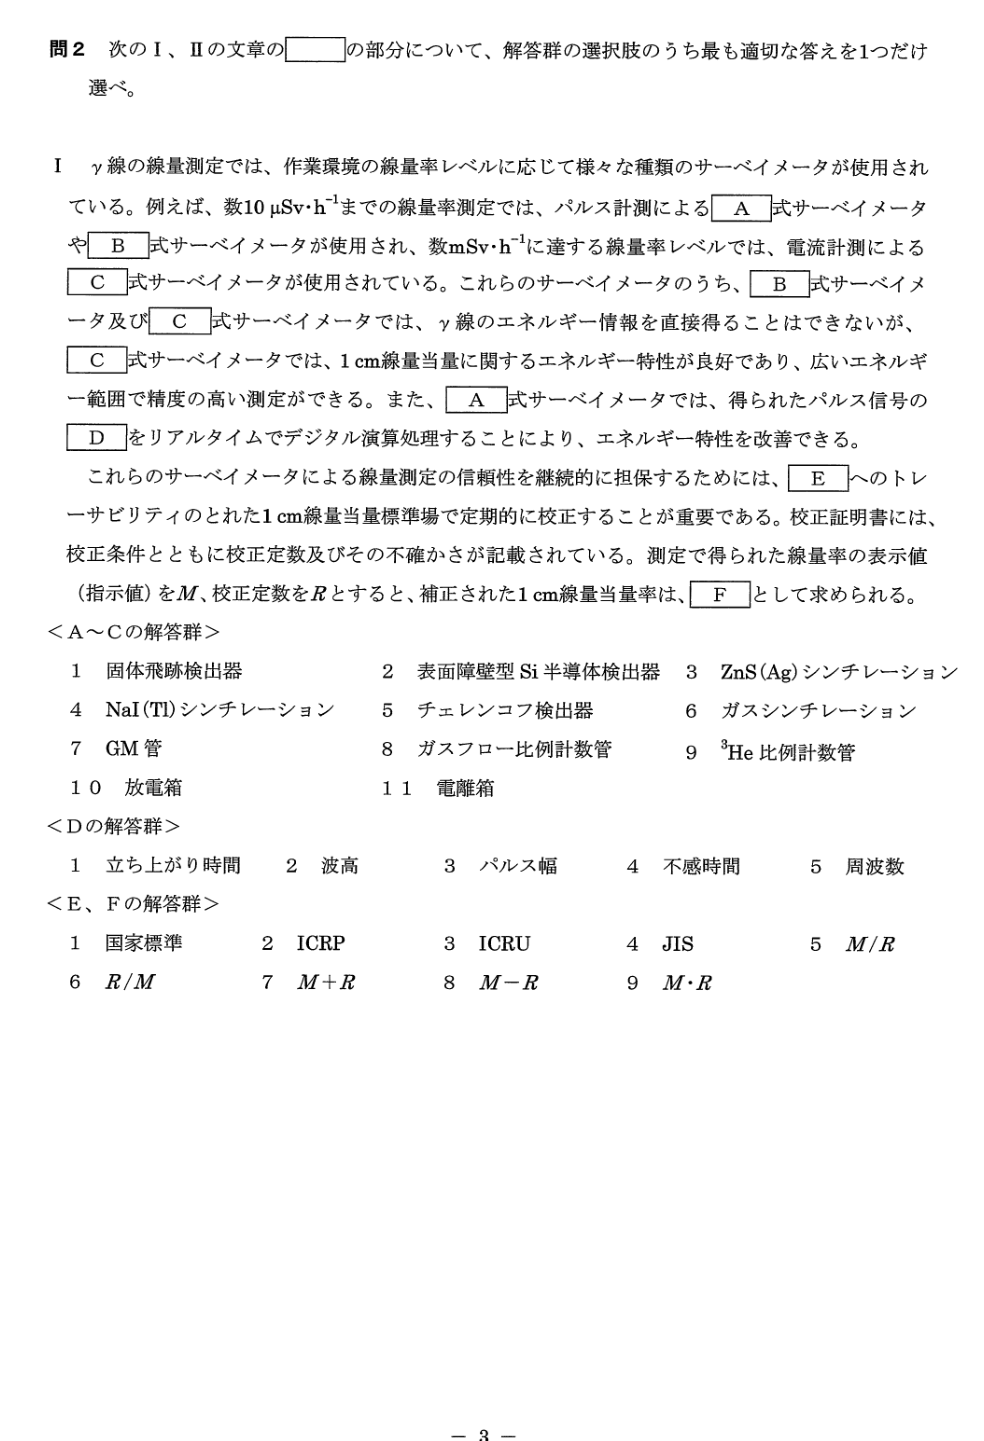 問2 次のⅠ、Ⅱの文章の の部分について、解答群の選択肢のうち最も適切な答えを1つだけ
選べ。
Ⅰ γ線の線量測定では、作業環境の線量率レベルに応じて様々な種類のサーベイメータが使用され
ている。例えば、数10 μSv·h⁻¹までの線量率測定では、パルス計測による A 式サーベイメータ
や B 式サーベイメータが使用され、数mSv·h⁻¹に達する線量率レベルでは、電流計測による
C 式サーベイメータが使用されている。これらのサーベイメータのうち、 B 式サーベイメ
ータ及び C 式サーベイメータでは、γ線のエネルギー情報を直接得ることはできないが、
C 式サーベイメータでは、1 cm線量当量に関するエネルギー特性が良好であり、広いエネルギ
ー範囲で精度の高い測定ができる。また、 A 式サーベイメータでは、得られたパルス信号の
D をリアルタイムでデジタル演算処理することにより、エネルギー特性を改善できる。
これらのサーベイメータによる線量測定の信頼性を継続的に担保するためには、 E へのトレ
ーサビリティのとれた1 cm線量当量標準場で定期的に校正することが重要である。校正証明書には、
校正条件とともに校正定数及びその不確かさが記載されている。測定で得られた線量率の表示値
（指示値）をM、校正定数をRとすると、補正された1 cm線量当量率は、 F として求められる。
＜A～Cの解答群＞
1 固体飛跡検出器 2 表面障壁型 Si 半導体検出器 3 ZnS(Ag)シンチレーション
4 NaI(Tl)シンチレーション 5 チェレンコフ検出器 6 ガスシンチレーション
7 GM 管 8 ガスフロー比例計数管 9 ³He 比例計数管
10 放電箱 11 電離箱
＜Dの解答群＞
1 立ち上がり時間 2 波高 3 パルス幅 4 不感時間 5 周波数
＜E、Fの解答群＞
1 国家標準 2 ICRP 3 ICRU 4 JIS 5 M/R
6 R/M 7 M+R 8 M−R 9 M·R
− 3 −